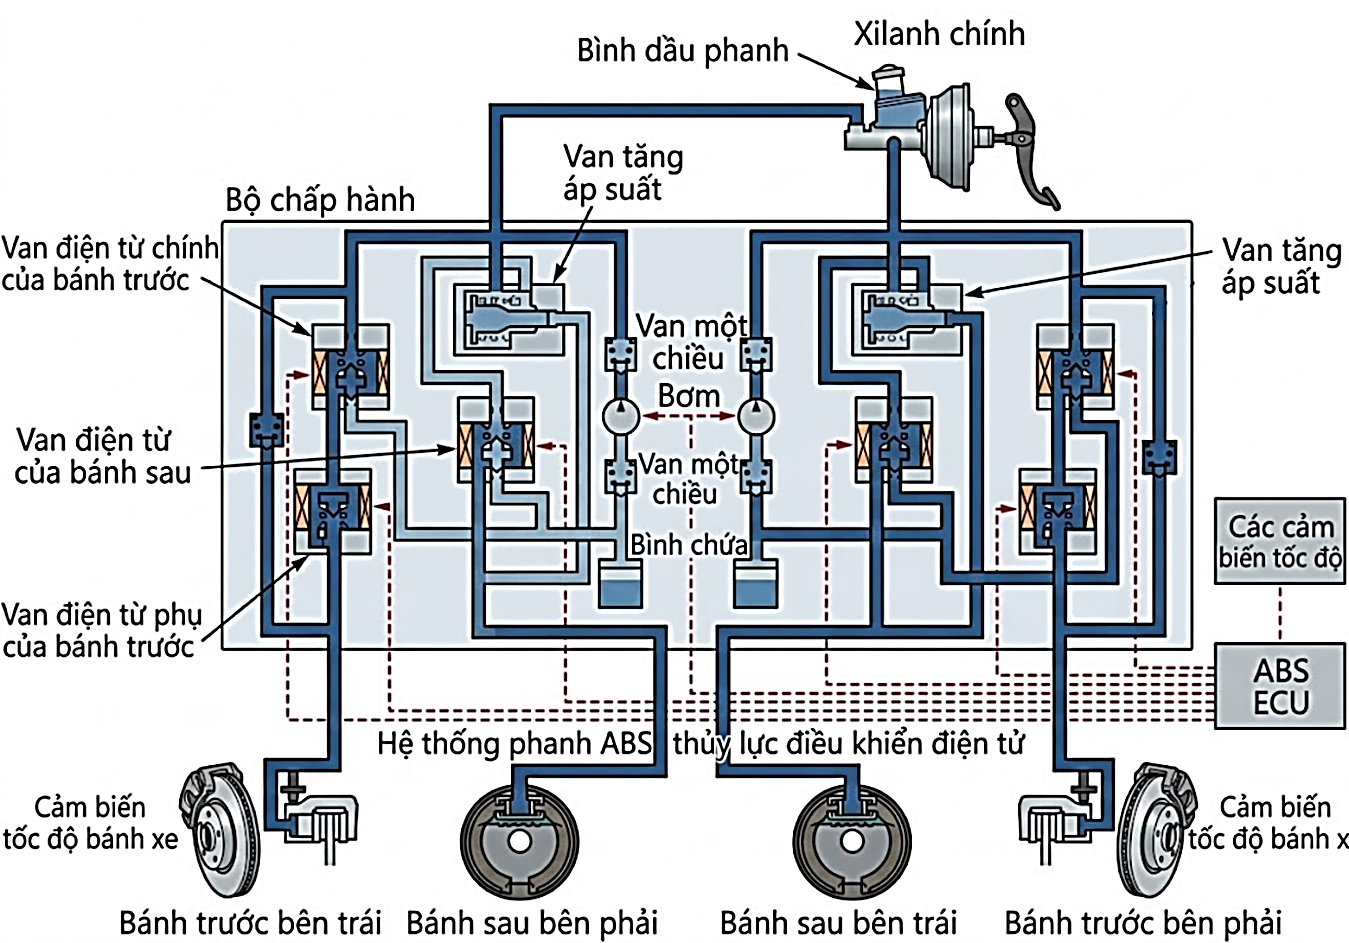 Xilanh chính
Bình dầu phanh
Van tăng
áp suất
Bộ chấp hành
Van điện từ chính
của bánh trước
Van tăng
áp suất
Van một
chiều
Bơm
Van điện từ
của bánh sau
Van một
chiều
Bình chứa
Các cảm
biến tốc độ
Van điện từ phụ
của bánh trước
ABS
ECU
Hệ thống phanh ABS thủy lực điều khiển điện tử
Cảm biến
tốc độ bánh xe
Cảm biến
tốc độ bánh x
Bánh trước bên trái
Bánh sau bên phải
Bánh sau bên trái
Bánh trước bên phải